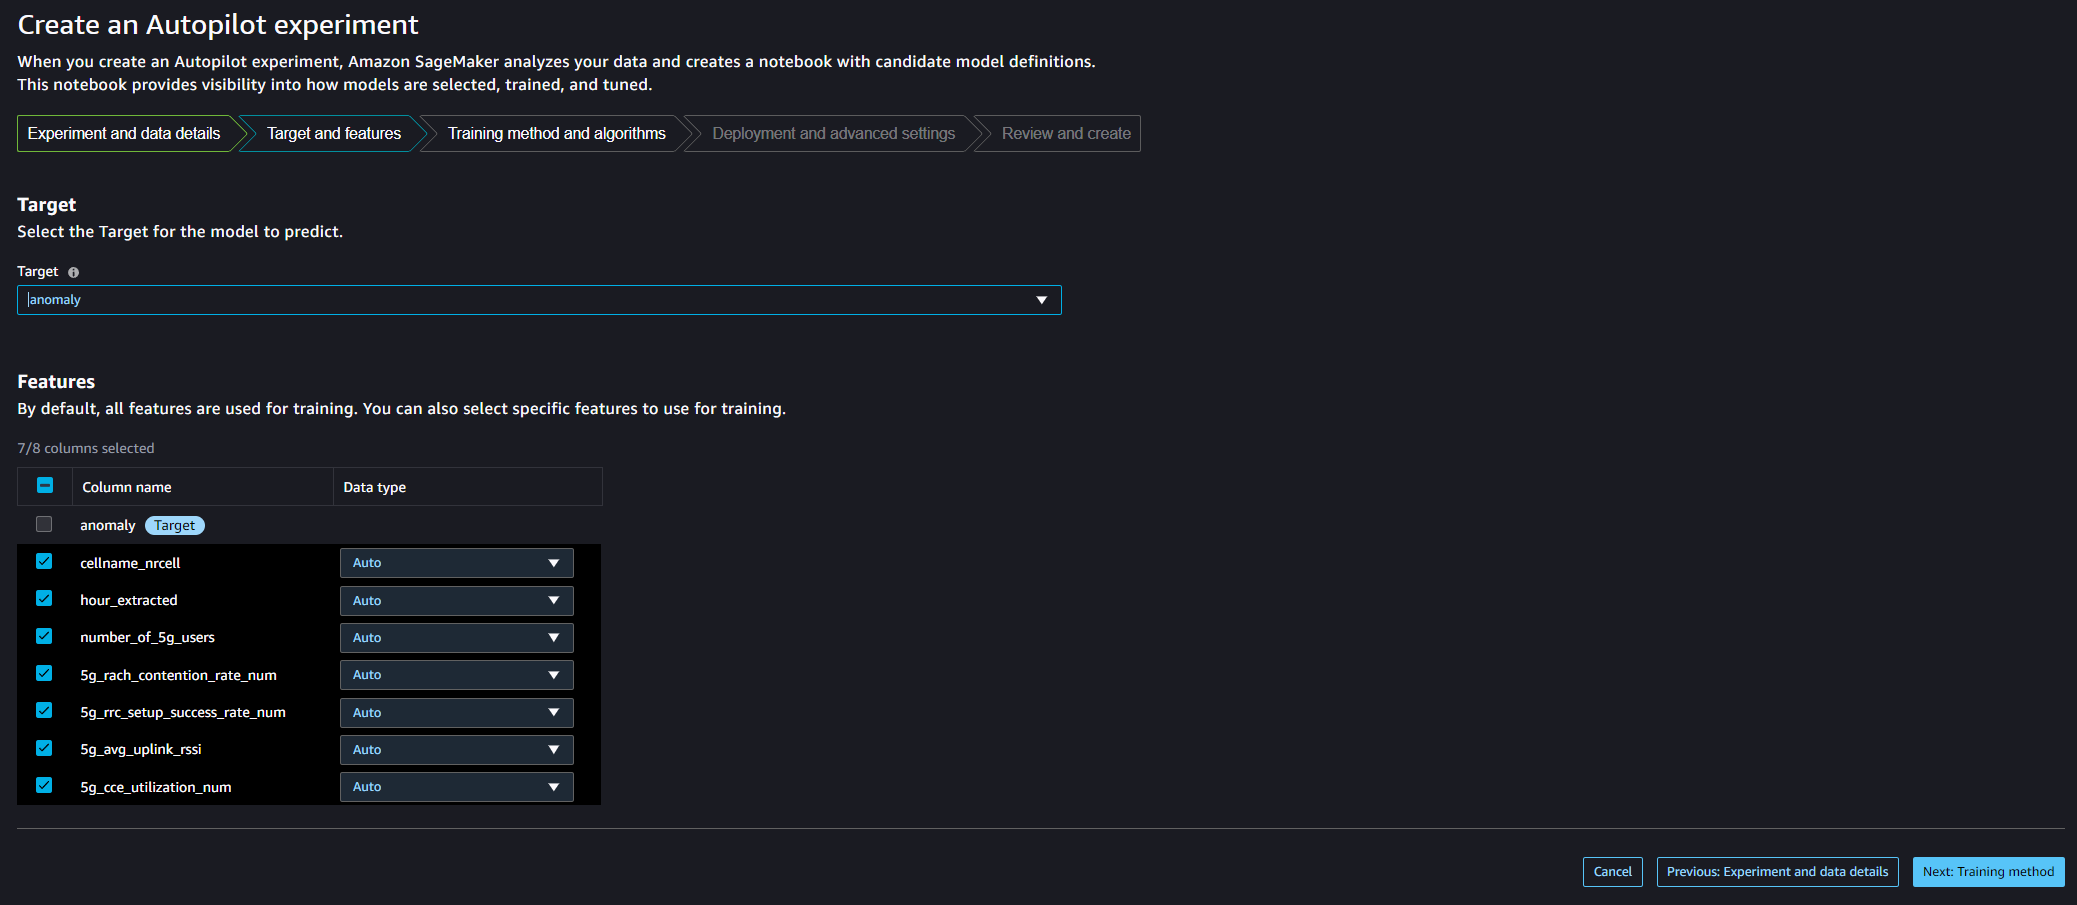 Create an Autopilot experiment
When you create an Autopilot experiment, Amazon SageMaker analyzes your data and creates a notebook with candidate model definitions.
This notebook provides visibility into how models are selected, trained, and tuned.
Experiment and data details
Target and features
Training method and algorithms
Deployment and advanced settings
Review and create
Target
Select the Target for the model to predict.
Target
anomaly
Features
By default, all features are used for training. You can also select specific features to use for training.
7/8 columns selected
Column name Data type
anomaly Target
cellname_nrcell Auto
hour_extracted Auto
number_of_5g_users Auto
5g_rach_contention_rate_num Auto
5g_rrc_setup_success_rate_num Auto
5g_avg_uplink_rssi Auto
5g_cce_utilization_num Auto
Cancel
Previous: Experiment and data details
Next: Training method